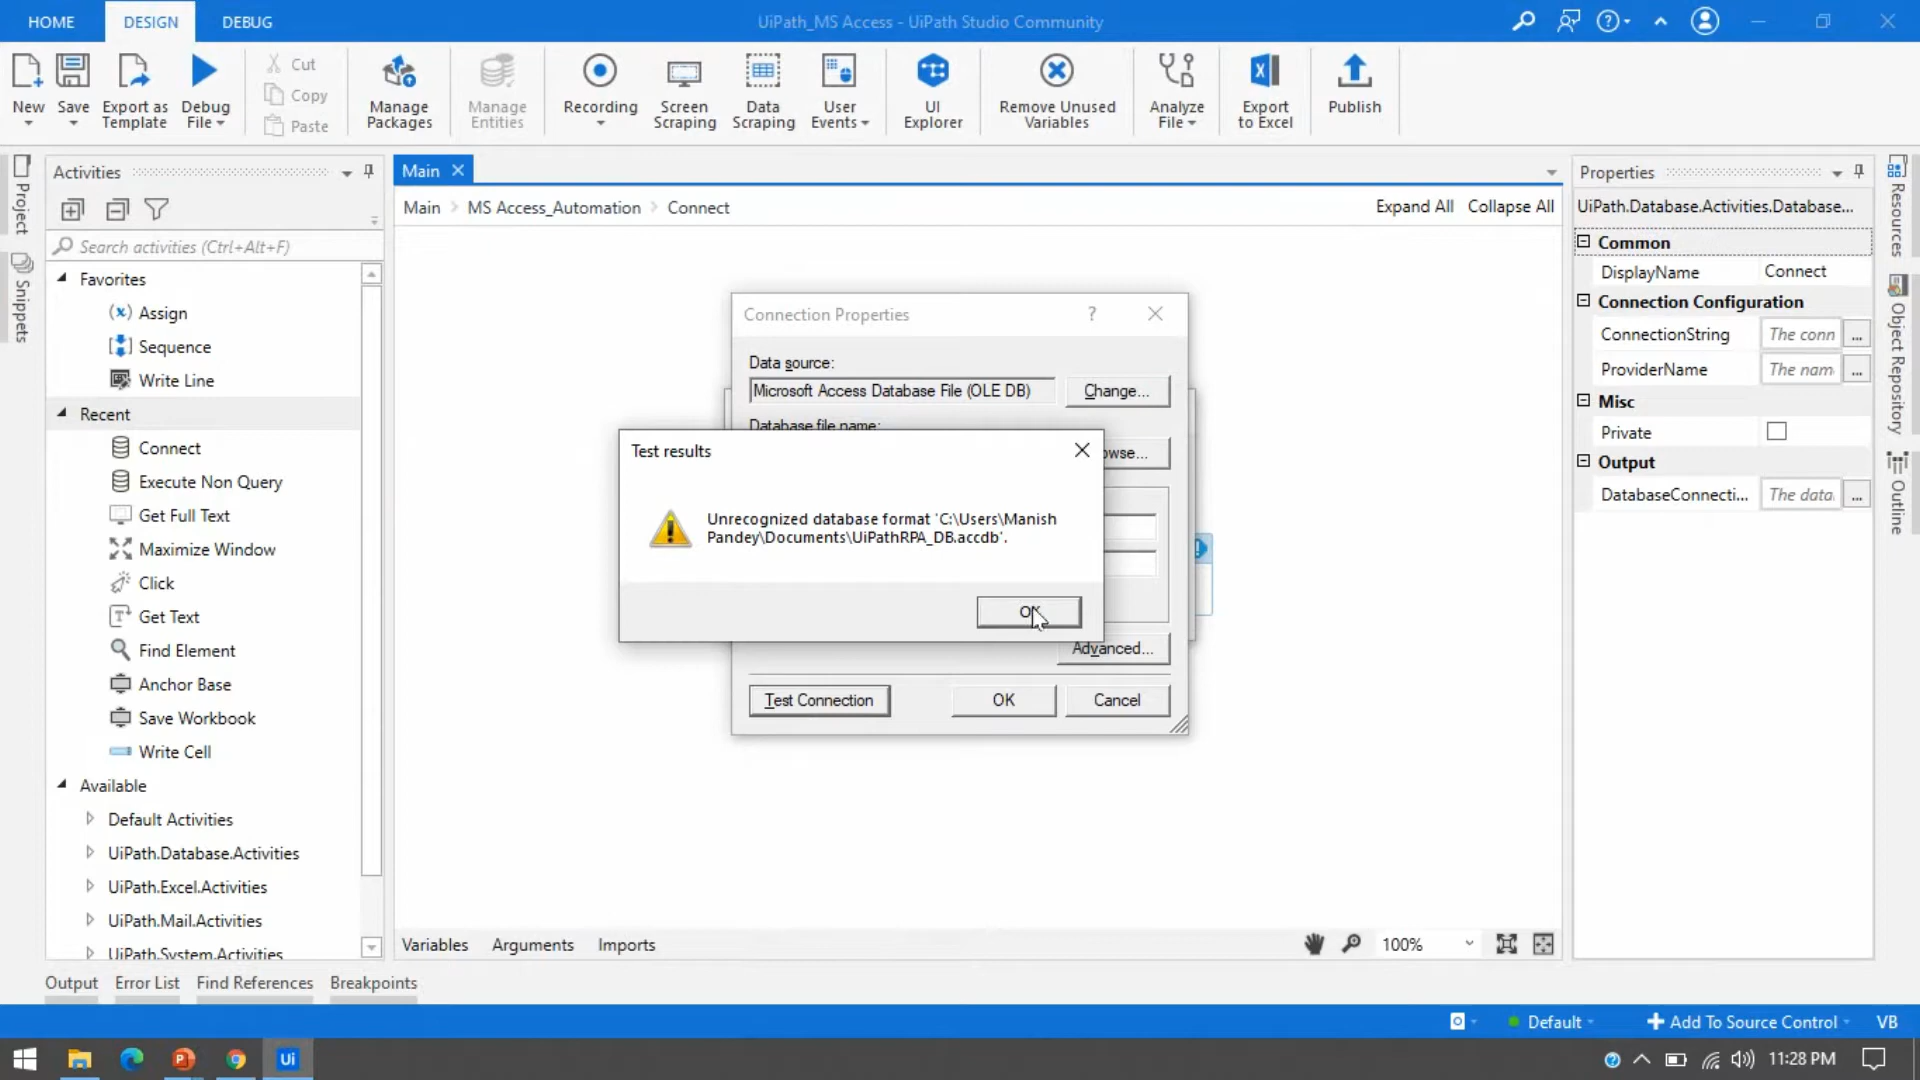 HOME
DESIGN
DEBUG
UiPath_MS Access - UiPath Studio Community
New
Save
Export as
Template
Debug
File
Cut
Copy
Paste
Manage
Packages
Manage
Entities
Recording
Screen
Scraping
Data
Scraping
User
Events
UI
Explorer
Remove Unused
Variables
Analyze
File
Export
to Excel
Publish
Project
Snippets
Activities
Search activities (Ctrl+Alt+F)
Favorites
Assign
Sequence
Write Line
Recent
Connect
Execute Non Query
Get Full Text
Maximize Window
Click
Get Text
Find Element
Anchor Base
Save Workbook
Write Cell
Available
Default Activities
UiPath.Database.Activities
UiPath.Excel.Activities
UiPath.Mail.Activities
UiPath.System.Activities
Main
Main > MS Access_Automation > Connect
Expand All
Collapse All
Connection Properties
?
Data source:
Microsoft Access Database File (OLE DB)
Change...
Database file name:
owse...
Test results
Unrecognized database format 'C:\Users\Manish
Pandey\Documents\UiPathRPA_DB.accdb'.
OK
Advanced...
Test Connection
OK
Cancel
Variables
Arguments
Imports
100%
Properties
UiPath.Database.Activities.Database...
Common
DisplayName
Connect
Connection Configuration
ConnectionString
The conn
...
ProviderName
The nam
...
Misc
Private
Output
DatabaseConnecti...
The data
...
Resources
Object Repository
Outline
Output
Error List
Find References
Breakpoints
Default
Add To Source Control
VB
Ui
11:28 PM